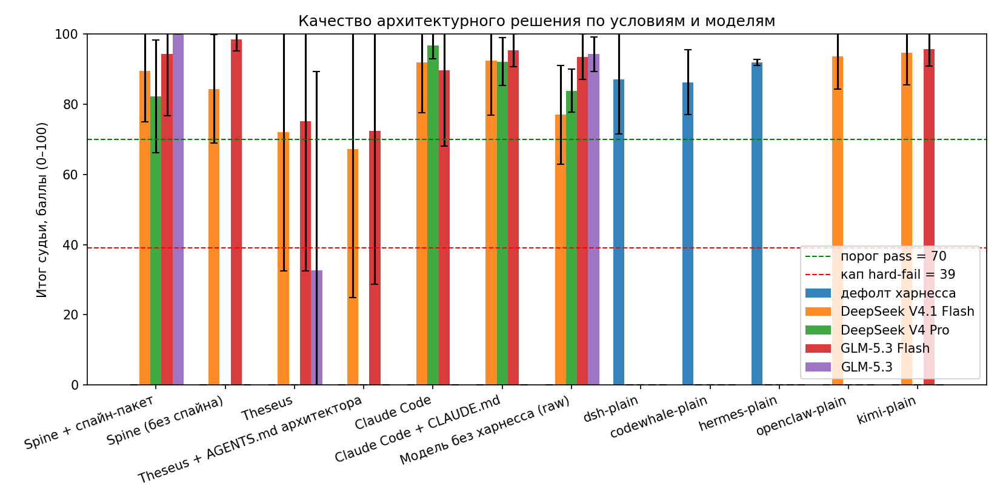 Качество архитектурного решения по условиям и моделям
Итог судьи, баллы (0–100)
100
80
60
40
20
0
порог pass = 70
кап hard-fail = 39
дефолт харнесса
DeepSeek V4.1 Flash
DeepSeek V4 Pro
GLM-5.3 Flash
GLM-5.3
Spine + спайн-пакет
Spine (без спайна)
Theseus
Theseus + AGENTS.md архитектора
Claude Code
Claude Code + CLAUDE.md
Модель без харнесса (raw)
dsh-plain
codewhale-plain
hermes-plain
openclaw-plain
kimi-plain